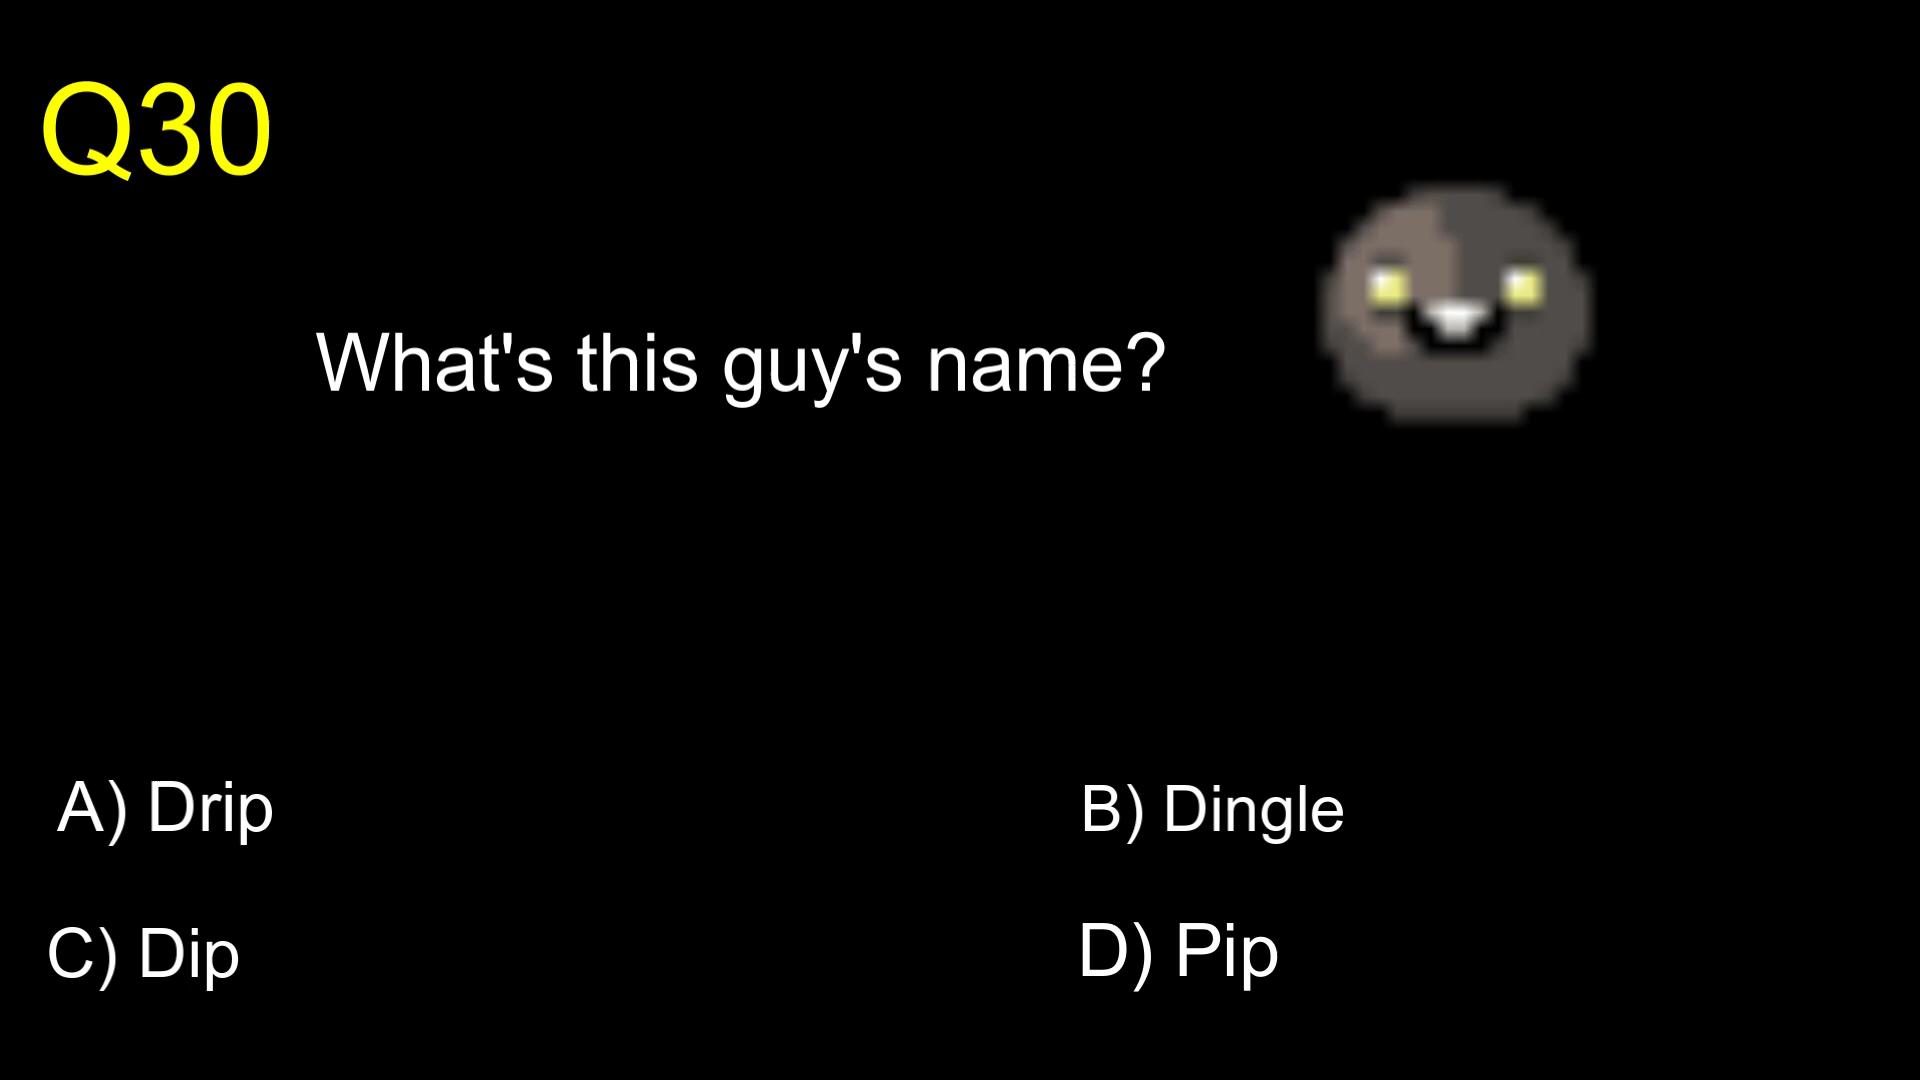 Q30
What's this guy's name?
A) Drip
B) Dingle
C) Dip
D) Pip